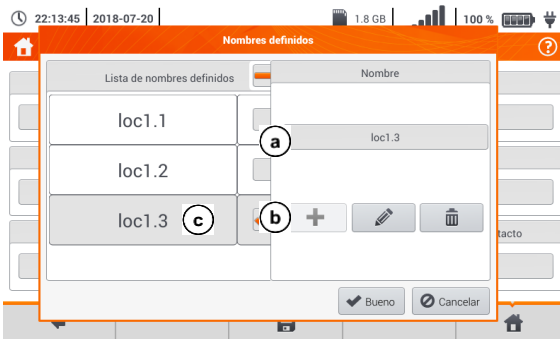 22:13:45 2018-07-20 1.8 GB 100 %
Nombres definidos
?
Lista de nombres definidos
Nombre
loc1.1
a
loc1.3
loc1.2
loc1.3
c
b
tacto
Bueno
Cancelar